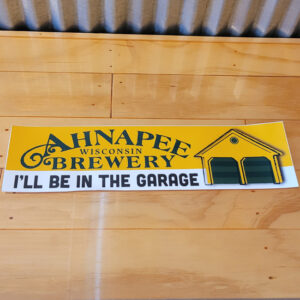 AHNAPEE
WISCONSIN
BREWERY
I'LL BE IN THE GARAGE